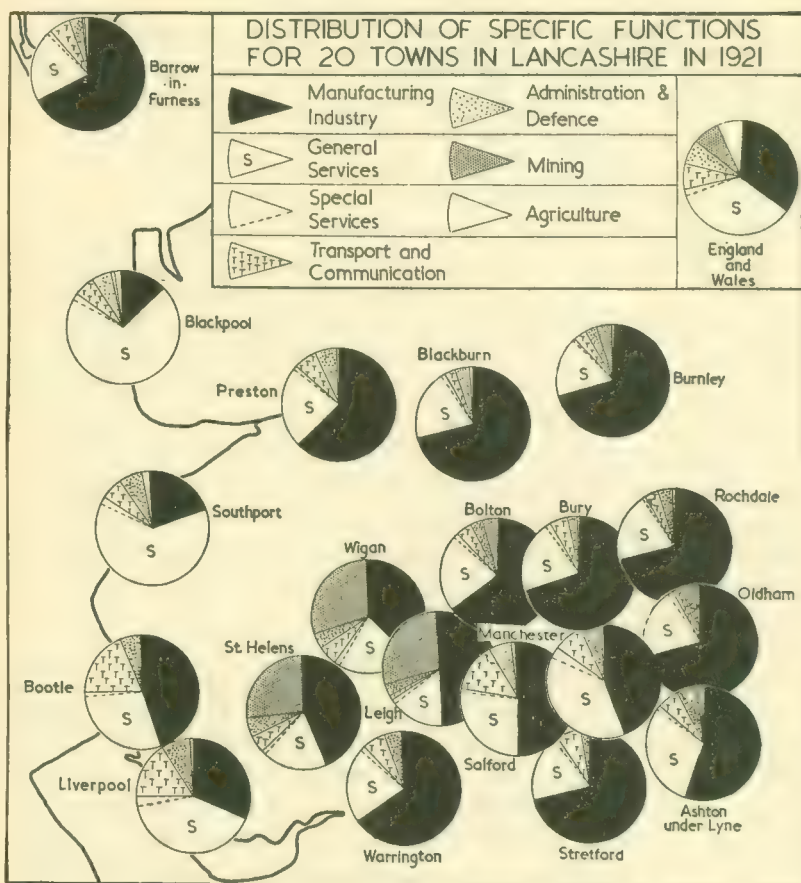 DISTRIBUTION OF SPECIFIC FUNCTIONS
FOR 20 TOWNS IN LANCASHIRE IN 1921
Manufacturing
Industry
Administration &
Defence
S
General
Services
Mining
Special
Services
Agriculture
Transport and
Communication
S
England
and
Wales
S
Barrow
-in-
Furness
S
Blackpool
Preston
S
Blackburn
S
S
Burnley
S
Southport
Bolton
S
Bury
S
Rochdale
S
Wigan
S
Oldham
S
St. Helens
S
Leigh
S
Manchester
S
Bootle
S
Salford
S
Liverpool
S
S
Warrington
S
Stretford
S
Ashton
under Lyne